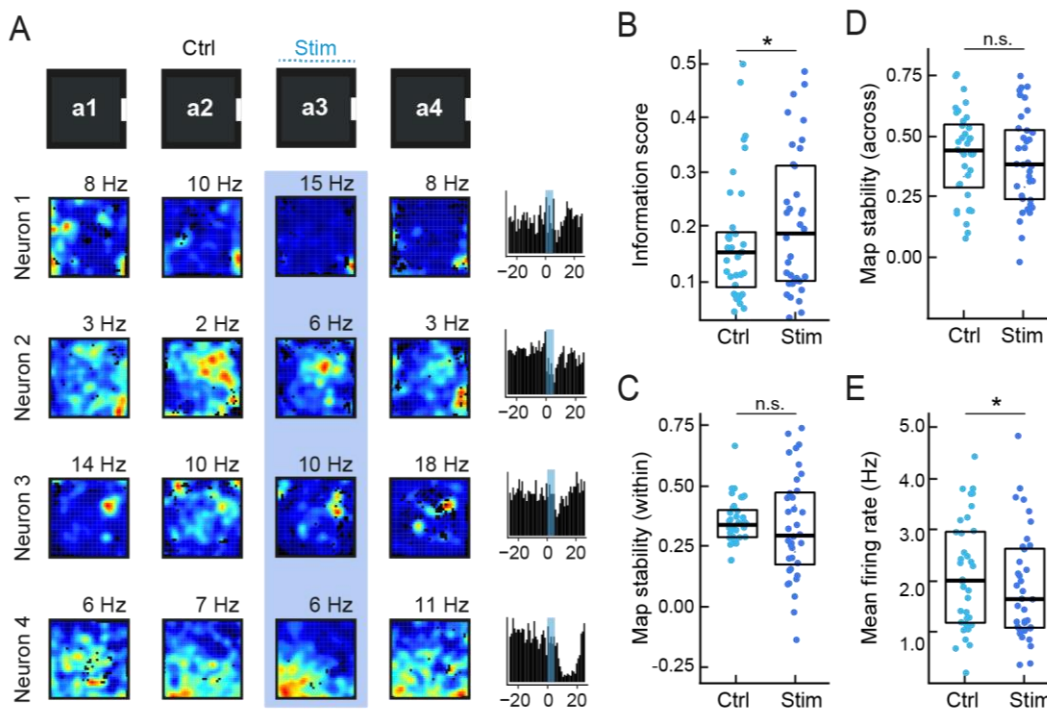 A
Ctrl
Stim
a1
a2
a3
a4
Neuron 1
8 Hz
10 Hz
15 Hz
8 Hz
−20 0 20
Neuron 2
3 Hz
2 Hz
6 Hz
3 Hz
−20 0 20
Neuron 3
14 Hz
10 Hz
10 Hz
18 Hz
−20 0 20
Neuron 4
6 Hz
7 Hz
6 Hz
11 Hz
−20 0 20
B
*
Information score
0.5
0.4
0.3
0.2
0.1
Ctrl
Stim
C
n.s.
Map stability (within)
0.75
0.50
0.25
0.00
-0.25
Ctrl
Stim
D
n.s.
Map stability (across)
0.75
0.50
0.25
0.00
Ctrl
Stim
E
*
Mean firing rate (Hz)
5.0
4.0
3.0
2.0
1.0
Ctrl
Stim